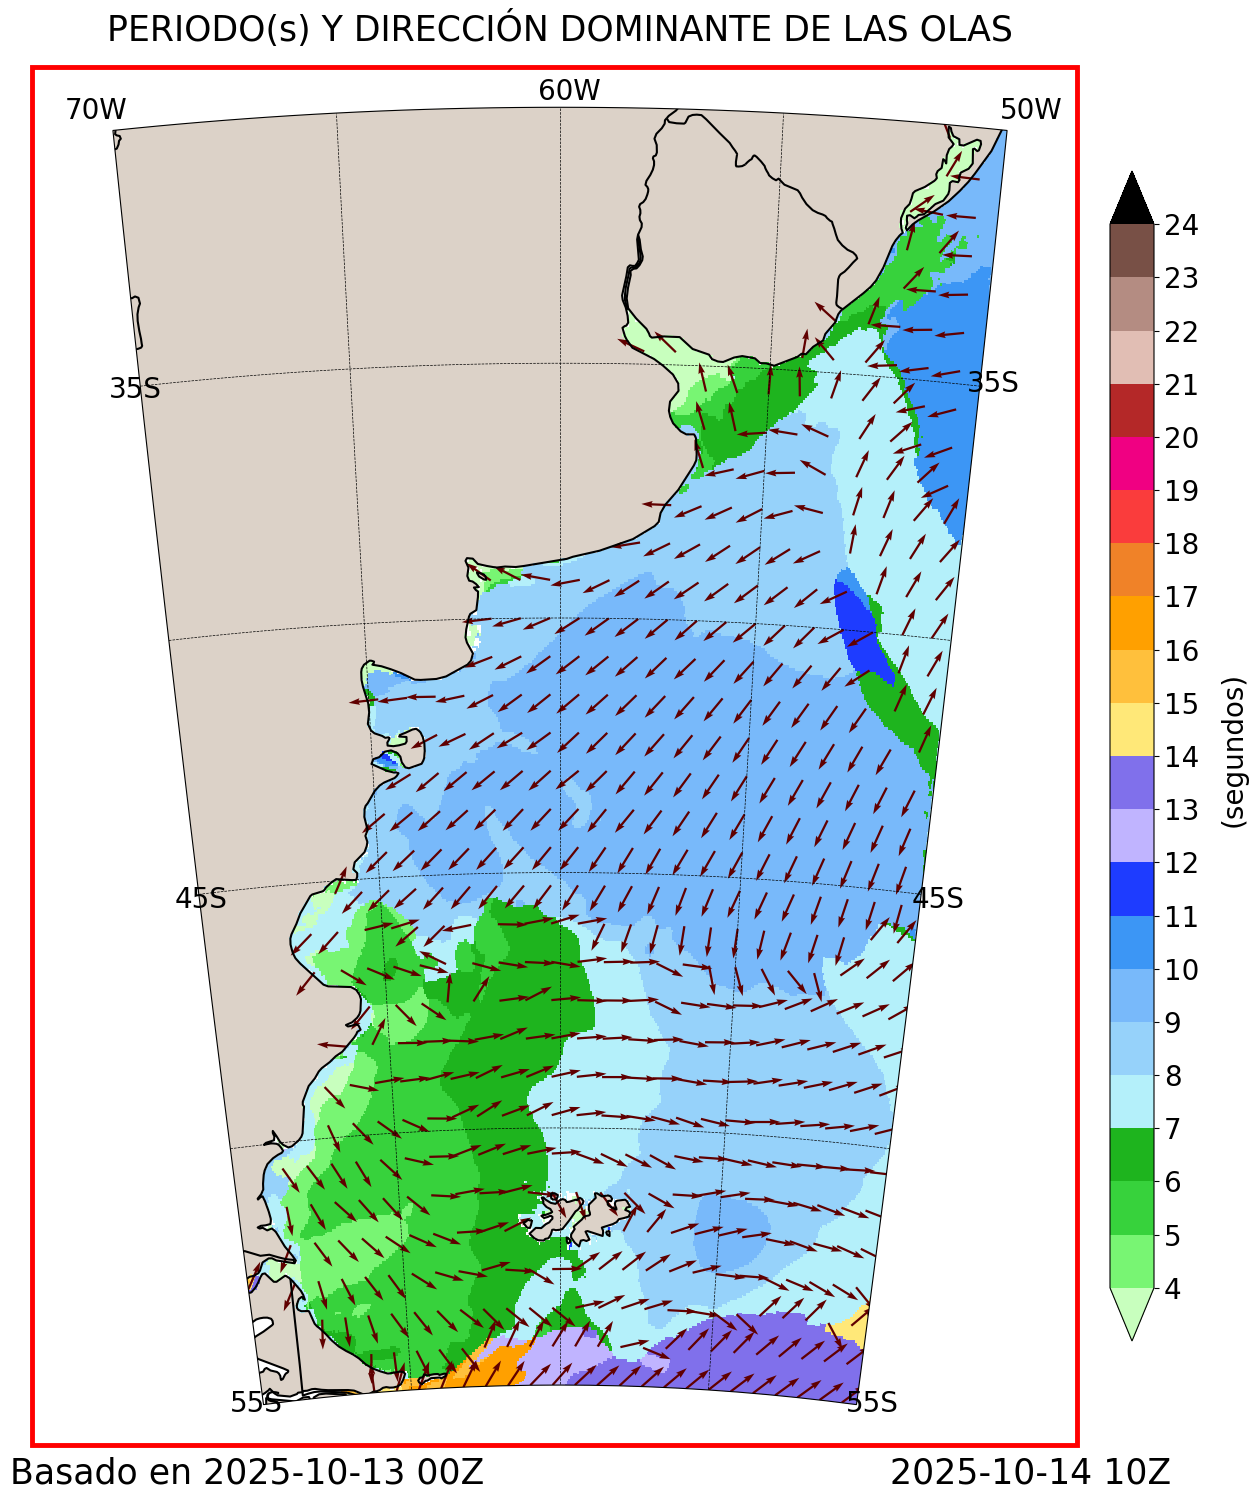 PERIODO(s) Y DIRECCIÓN DOMINANTE DE LAS OLAS
70W
60W
50W
35S
35S
45S
45S
55S
55S
24
23
22
21
20
19
18
17
16
15
14
13
12
11
10
9
8
7
6
5
4
(segundos)
Basado en 2025-10-13 00Z
2025-10-14 10Z